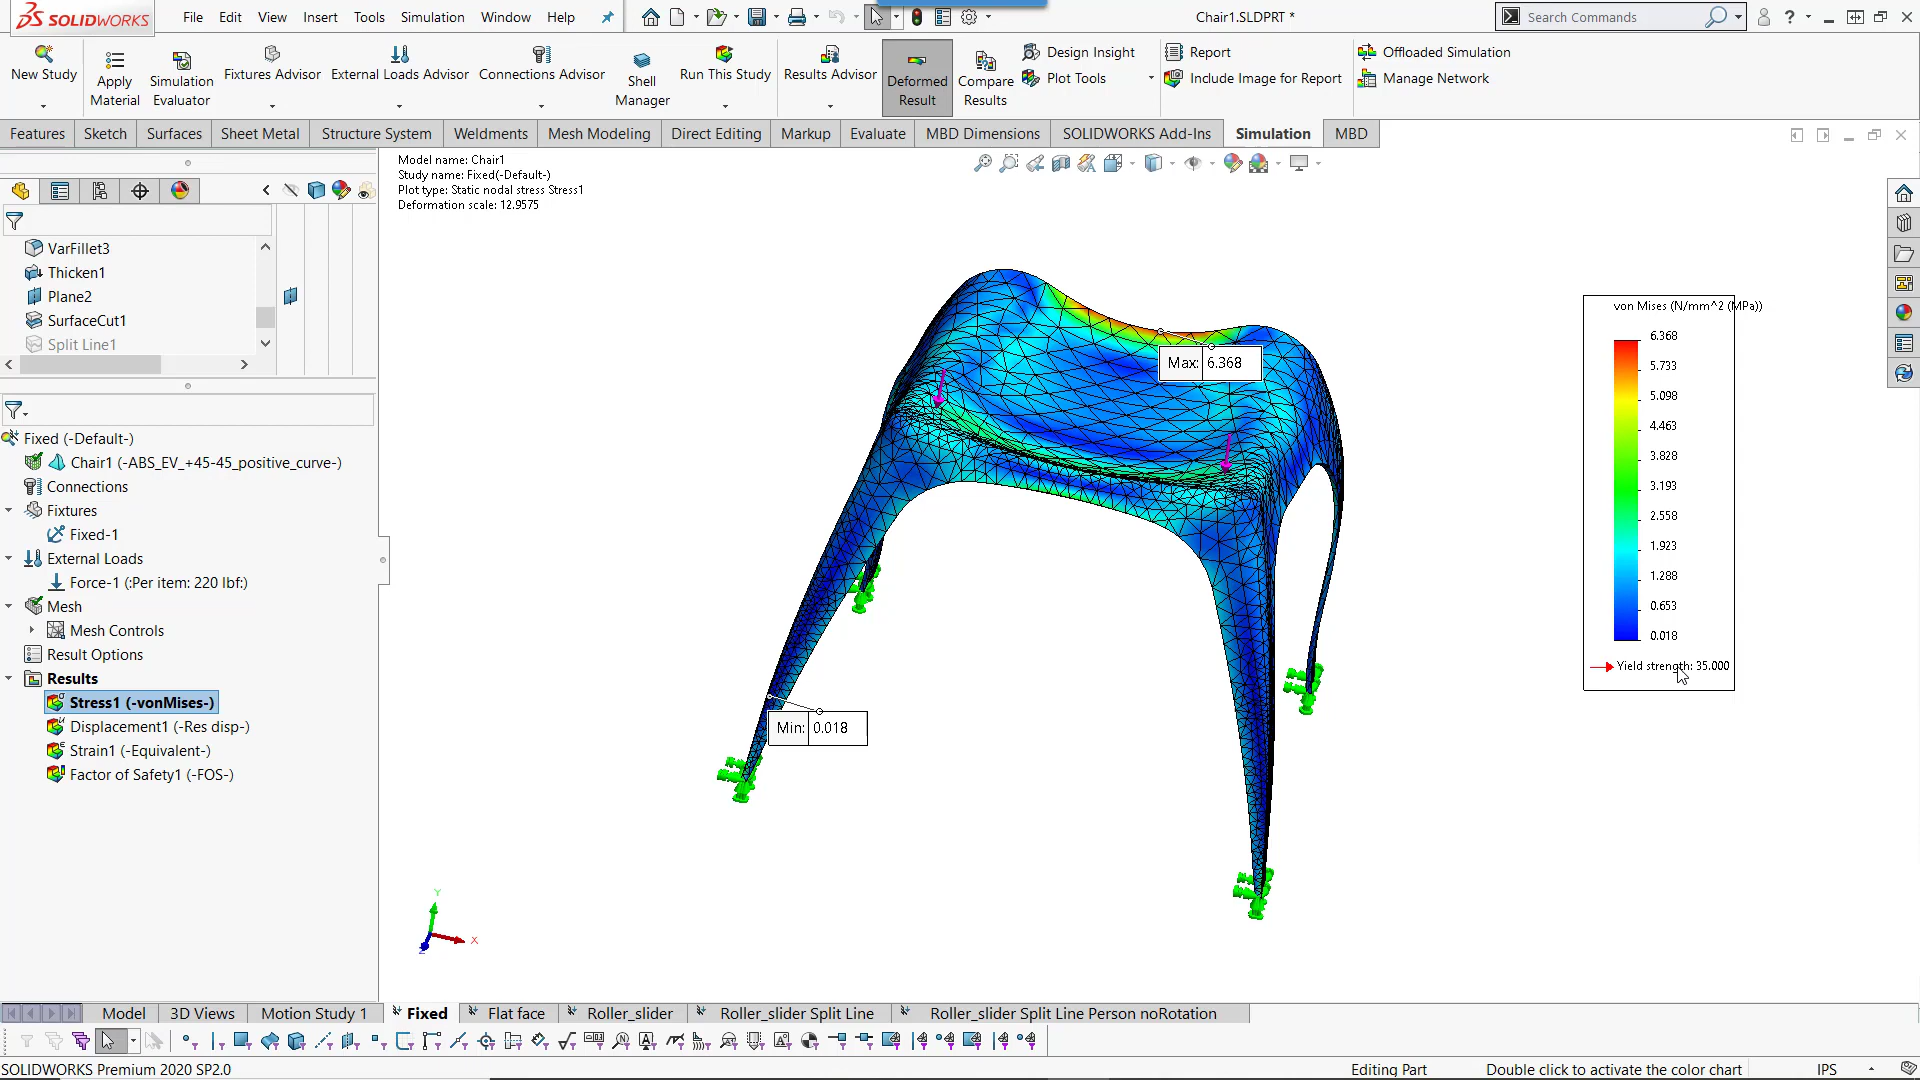 SOLIDWORKS
File Edit View Insert Tools Simulation Window Help
Chair1.SLDPRT *
Search Commands
New Study
Apply Material
Simulation Evaluator
Fixtures Advisor
External Loads Advisor
Connections Advisor
Shell Manager
Run This Study
Results Advisor
Deformed Result
Compare Results
Design Insight
Plot Tools
Report
Include Image for Report
Offloaded Simulation
Manage Network
Features Sketch Surfaces Sheet Metal Structure System Weldments Mesh Modeling Direct Editing Markup Evaluate MBD Dimensions SOLIDWORKS Add-Ins Simulation MBD
VarFillet3
Thicken1
Plane2
SurfaceCut1
Split Line1
Fixed (-Default-)
Chair1 (-ABS_EV_+45-45_positive_curve-)
Connections
Fixtures
Fixed-1
External Loads
Force-1 (:Per item: 220 lbf:)
Mesh
Mesh Controls
Result Options
Results
Stress1 (-vonMises-)
Displacement1 (-Res disp-)
Strain1 (-Equivalent-)
Factor of Safety1 (-FOS-)
Model name: Chair1
Study name: Fixed(-Default-)
Plot type: Static nodal stress Stress1
Deformation scale: 12.9575
Max: 6.368
Min: 0.018
von Mises (N/mm^2 (MPa))
6.368
5.733
5.098
4.463
3.828
3.193
2.558
1.923
1.288
0.653
0.018
Yield strength: 35.000
Y
X
Z
Model 3D Views Motion Study 1 Fixed Flat face Roller_slider Roller_slider Split Line Roller_slider Split Line Person noRotation
SOLIDWORKS Premium 2020 SP2.0
Editing Part
Double click to activate the color chart
IPS